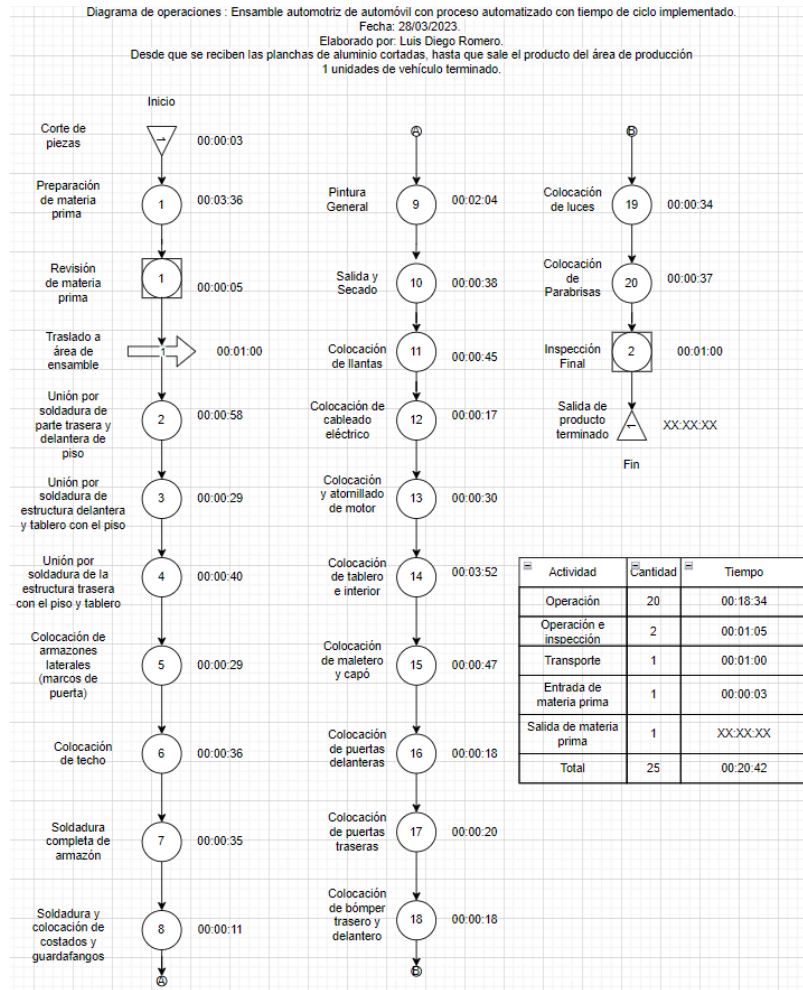 Diagrama de operaciones : Ensamble automotriz de automóvil con proceso automatizado con tiempo de ciclo implementado.
Fecha: 28/03/2023.
Elaborado por: Luis Diego Romero.
Desde que se reciben las planchas de aluminio cortadas, hasta que sale el producto del área de producción
1 unidades de vehículo terminado.
Inicio
Corte de
piezas
1
00:00:03
Preparación
de materia
prima
1
00:03:36
Revisión
de materia
prima
1
00:00:05
Traslado a
área de
ensamble
1
00:01:00
Unión por
soldadura de
parte trasera y
delantera de
piso
2
00:00:58
Unión por
soldadura de
estructura delantera
y tablero con el piso
3
00:00:29
Unión por
soldadura de la
estructura trasera
con el piso y tablero
4
00:00:40
Colocación de
armazones
laterales
(marcos de
puerta)
5
00:00:29
Colocación
de techo
6
00:00:36
Soldadura
completa de
armazón
7
00:00:35
Soldadura y
colocación de
costados y
guardafangos
8
00:00:11
A
A
Pintura
General
9
00:02:04
Salida y
Secado
10
00:00:38
Colocación
de llantas
11
00:00:45
Colocación de
cableado
eléctrico
12
00:00:17
Colocación
y atornillado
de motor
13
00:00:30
Colocación
de tablero
e interior
14
00:03:52
Colocación
de maletero
y capó
15
00:00:47
Colocación
de puertas
delanteras
16
00:00:18
Colocación
de puertas
traseras
17
00:00:20
Colocación
de bómper
trasero y
delantero
18
00:00:18
B
B
Colocación
de luces
19
00:00:34
Colocación
de
Parabrisas
20
00:00:37
Inspección
Final
2
00:01:00
Salida de
producto
terminado
1
XX:XX:XX
Fin
Actividad Cantidad Tiempo
Operación 20 00:18:34
Operación e
inspección 2 00:01:05
Transporte 1 00:01:00
Entrada de
materia prima 1 00:00:03
Salida de materia
prima 1 XX:XX:XX
Total 25 00:20:42